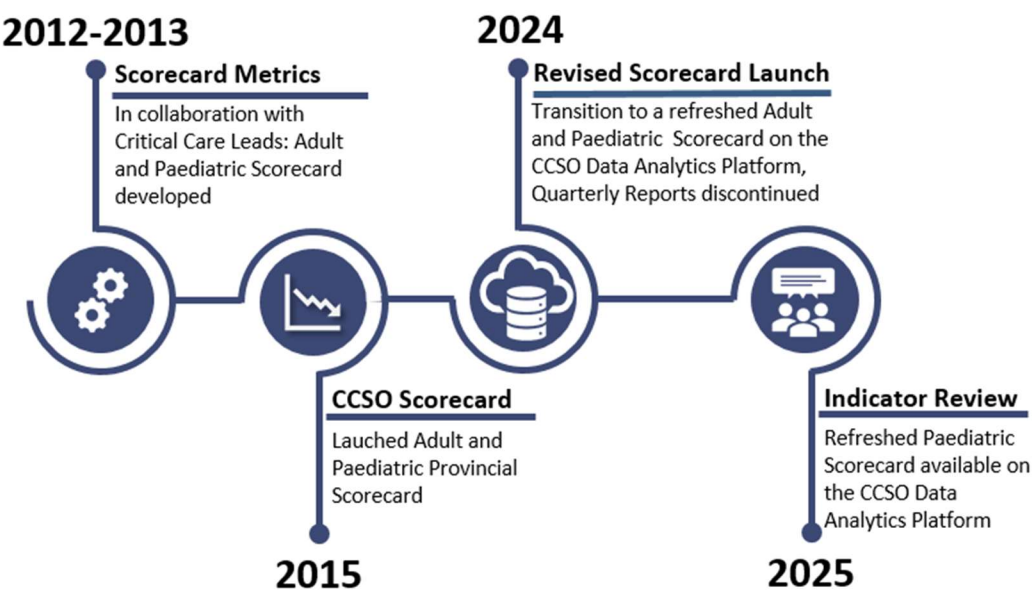 2012-2013
Scorecard Metrics
In collaboration with
Critical Care Leads: Adult
and Paediatric Scorecard
developed
CCSO Scorecard
Lauched Adult and
Paediatric Provincial
Scorecard
2015
2024
Revised Scorecard Launch
Transition to a refreshed Adult
and Paediatric Scorecard on the
CCSO Data Analytics Platform,
Quarterly Reports discontinued
Indicator Review
Refreshed Paediatric
Scorecard available on
the CCSO Data
Analytics Platform
2025